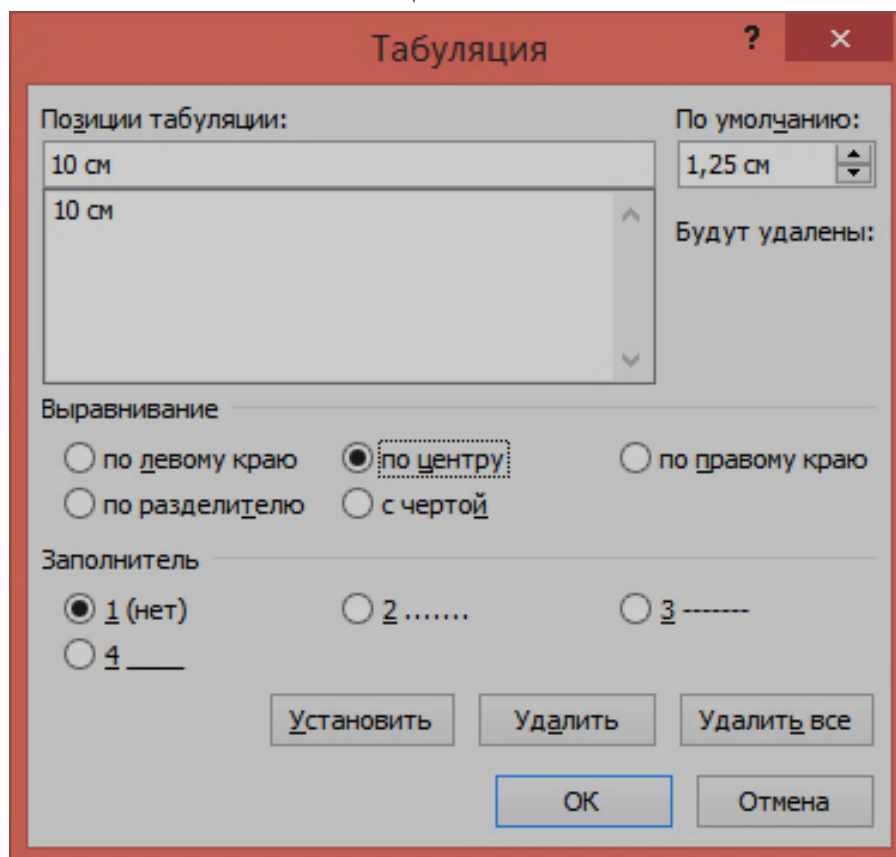 Табуляция ? ×
Позиции табуляции: По умолчанию:
10 см 1,25 см
10 см
Будут удалены:
Выравнивание
по левому краю по центру по правому краю
по разделителю с чертой
Заполнитель
1 (нет) 2 ....... 3 -------
4 ____
Установить Удалить Удалить все
ОК Отмена